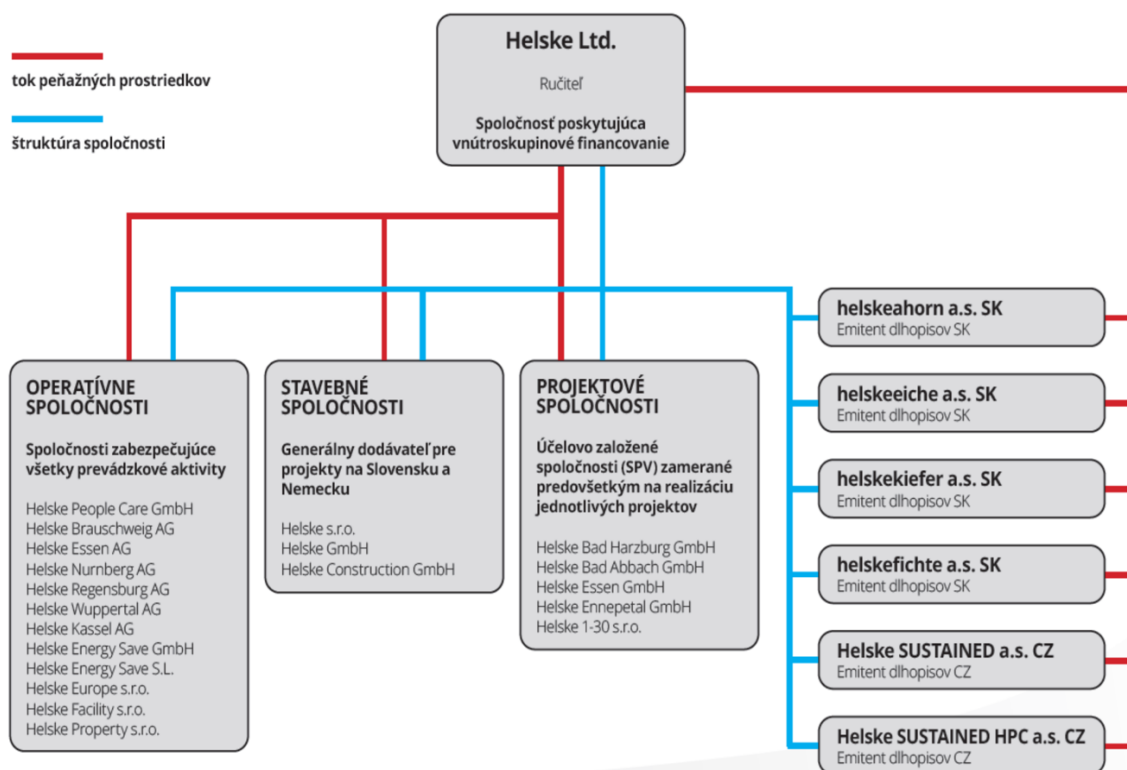 tok peňažných prostriedkov
štruktúra spoločnosti
Helske Ltd.
Ručiteľ
Spoločnosť poskytujúca
vnútroskupinové financovanie
OPERATÍVNE
SPOLOČNOSTI
Spoločnosti zabezpečujúce
všetky prevádzkové aktivity
Helske People Care GmbH
Helske Brauschweig AG
Helske Essen AG
Helske Nurnberg AG
Helske Regensburg AG
Helske Wuppertal AG
Helske Kassel AG
Helske Energy Save GmbH
Helske Energy Save S.L.
Helske Europe s.r.o.
Helske Facility s.r.o.
Helske Property s.r.o.
STAVEBNÉ
SPOLOČNOSTI
Generálny dodávateľ pre
projekty na Slovensku a
Nemecku
Helske s.r.o.
Helske GmbH
Helske Construction GmbH
PROJEKTOVÉ
SPOLOČNOSTI
Účelovo založené
spoločnosti (SPV) zamerané
predovšetkým na realizáciu
jednotlivých projektov
Helske Bad Harzburg GmbH
Helske Bad Abbach GmbH
Helske Essen GmbH
Helske Ennepetal GmbH
Helske 1-30 s.r.o.
helskeahorn a.s. SK
Emitent dlhopisov SK
helskeeiche a.s. SK
Emitent dlhopisov SK
helskekiefer a.s. SK
Emitent dlhopisov SK
helskefichte a.s. SK
Emitent dlhopisov SK
Helske SUSTAINED a.s. CZ
Emitent dlhopisov CZ
Helske SUSTAINED HPC a.s. CZ
Emitent dlhopisov CZ